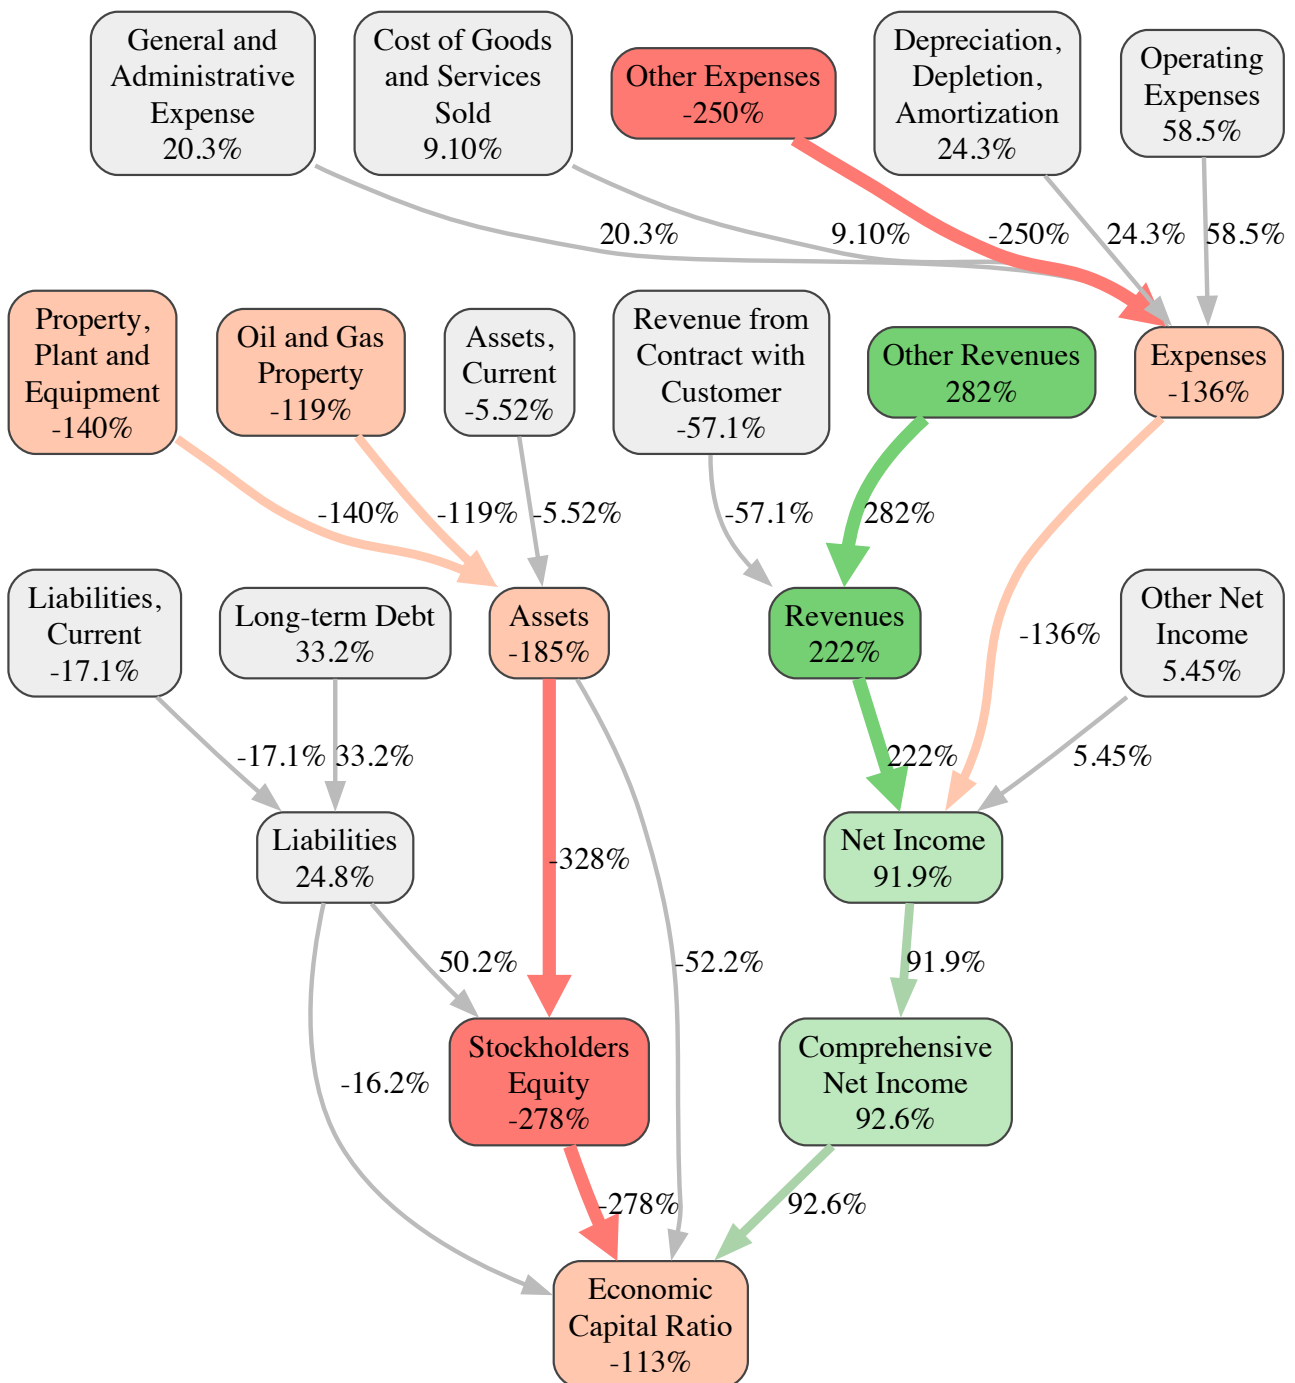 General and
Administrative
Expense
20.3%
Cost of Goods
and Services
Sold
9.10%
Other Expenses
-250%
Depreciation,
Depletion,
Amortization
24.3%
Operating
Expenses
58.5%
20.3%
9.10%
-250%
24.3%
58.5%
Property,
Plant and
Equipment
-140%
Oil and Gas
Property
-119%
Assets,
Current
-5.52%
Revenue from
Contract with
Customer
-57.1%
Other Revenues
282%
Expenses
-136%
-140%
-119%
-5.52%
-57.1%
282%
Liabilities,
Current
-17.1%
Long-term Debt
33.2%
Assets
-185%
Revenues
222%
-136%
Other Net
Income
5.45%
-17.1%
33.2%
222%
5.45%
Liabilities
24.8%
-328%
Net Income
91.9%
50.2%
-52.2%
91.9%
-16.2%
Stockholders
Equity
-278%
Comprehensive
Net Income
92.6%
-278%
92.6%
Economic
Capital Ratio
-113%